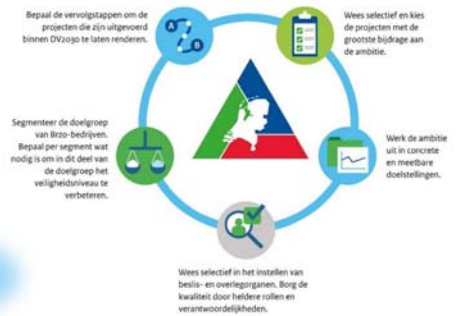 Bepaal de vervolgstappen om de
projecten die zijn uitgevoerd
binnen DV2030 te laten renderen.
A
B
Wees selectief en kies
de projecten met de
grootste bijdrage aan
de ambitie.
Segmenteer de doelgroep
van Brzo-bedrijven.
Bepaal per segment wat
nodig is om in dit deel van
de doelgroep het
veiligheidsniveau te
verbeteren.
Werk de ambitie
uit in concrete
en meetbare
doelstellingen.
Wees selectief in het instellen van
beslis- en overlegorganen. Borg de
kwaliteit door heldere rollen en
verantwoordelijkheden.